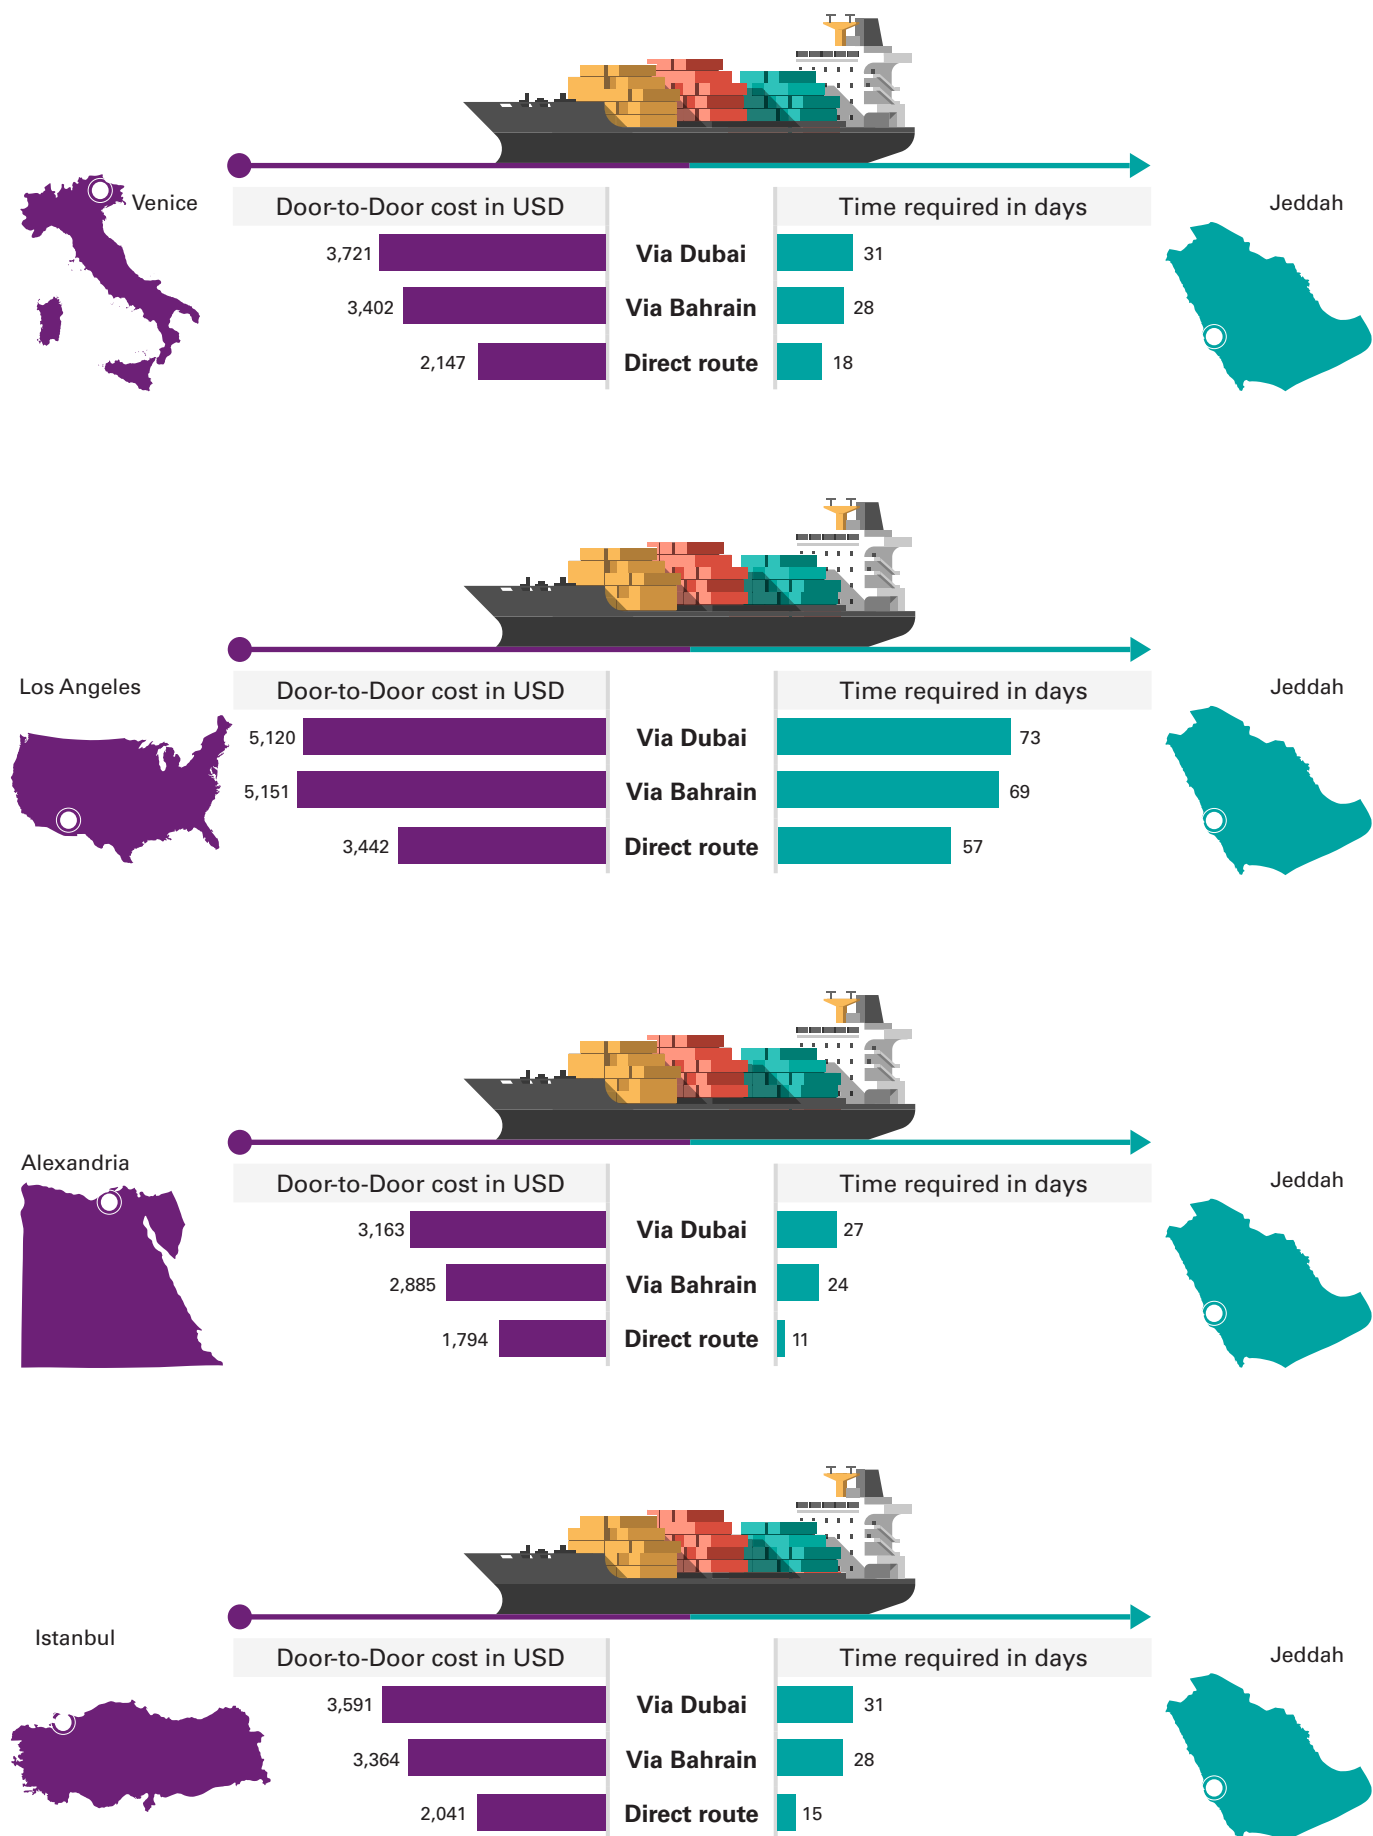 Venice
Door-to-Door cost in USD
Time required in days
Jeddah
3,721 Via Dubai 31
3,402 Via Bahrain 28
2,147 Direct route 18
Los Angeles
Door-to-Door cost in USD
Time required in days
Jeddah
5,120 Via Dubai 73
5,151 Via Bahrain 69
3,442 Direct route 57
Alexandria
Door-to-Door cost in USD
Time required in days
Jeddah
3,163 Via Dubai 27
2,885 Via Bahrain 24
1,794 Direct route 11
Istanbul
Door-to-Door cost in USD
Time required in days
Jeddah
3,591 Via Dubai 31
3,364 Via Bahrain 28
2,041 Direct route 15